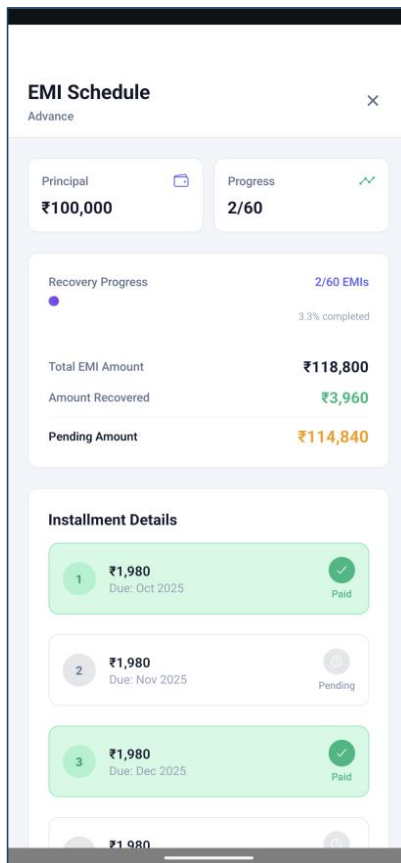 EMI Schedule
Advance
Principal
₹100,000
Progress
2/60
Recovery Progress
2/60 EMIs
3.3% completed
Total EMI Amount
₹118,800
Amount Recovered
₹3,960
Pending Amount
₹114,840
Installment Details
1
₹1,980
Due: Oct 2025
Paid
2
₹1,980
Due: Nov 2025
Pending
3
₹1,980
Due: Dec 2025
Paid
₹1,980